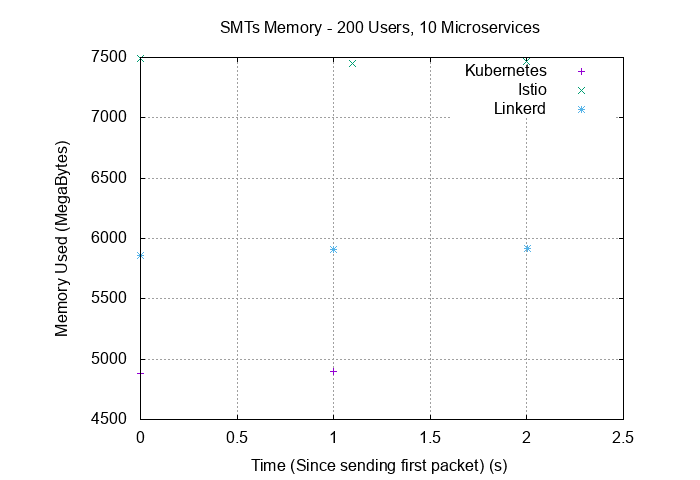 SMTs Memory - 200 Users, 10 Microservices
7500
Kubernetes
Istio
Linkerd
7000
6500
6000
5500
5000
4500
Memory Used (MegaBytes)
0 0.5 1 1.5 2 2.5
Time (Since sending first packet) (s)